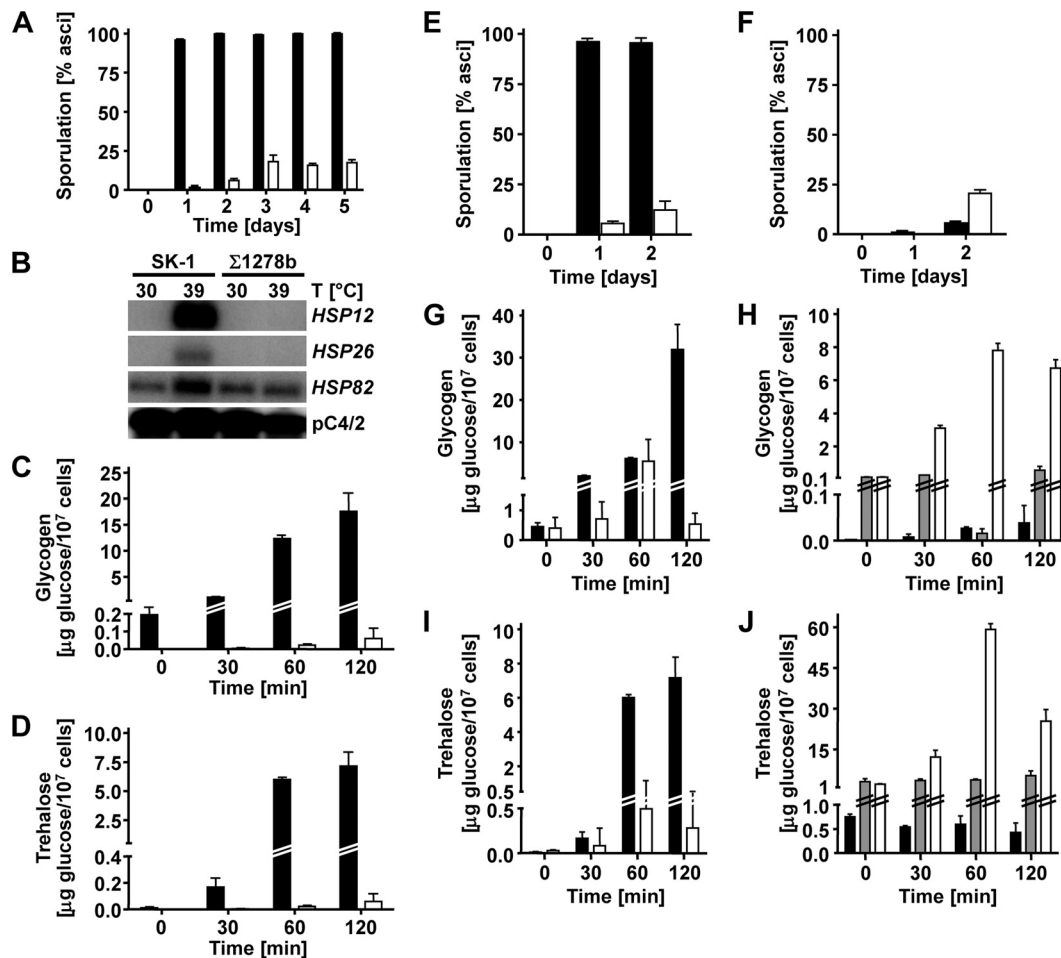 A
Sporulation [% asci]
100
75
50
25
0
0 1 2 3 4 5
Time [days]
B
SK-1 Σ1278b
30 39 30 39 T [°C]
HSP12
HSP26
HSP82
pC4/2
C
Glycogen
[µg glucose/10⁷ cells]
25
20
15
10
5
0.2
0.1
0.0
0 30 60 120
Time [min]
D
Trehalose
[µg glucose/10⁷ cells]
10.0
7.5
5.0
2.5
0.4
0.2
0.0
0 30 60 120
Time [min]
E
Sporulation [% asci]
100
75
50
25
0
0 1 2
Time [days]
F
Sporulation [% asci]
100
75
50
25
0
0 1 2
Time [days]
G
Glycogen
[µg glucose/10⁷ cells]
40
30
20
10
1
0
0 30 60 120
Time [min]
H
Glycogen
[µg glucose/10⁷ cells]
10
8
6
4
2
0.1
0.1
0.0
0 30 60 120
Time [min]
I
Trehalose
[µg glucose/10⁷ cells]
10
8
6
4
2
0.5
0.5
0.0
0 30 60 120
Time [min]
J
Trehalose
[µg glucose/10⁷ cells]
60
45
30
15
1
1.0
0.5
0.0
0 30 60 120
Time [min]